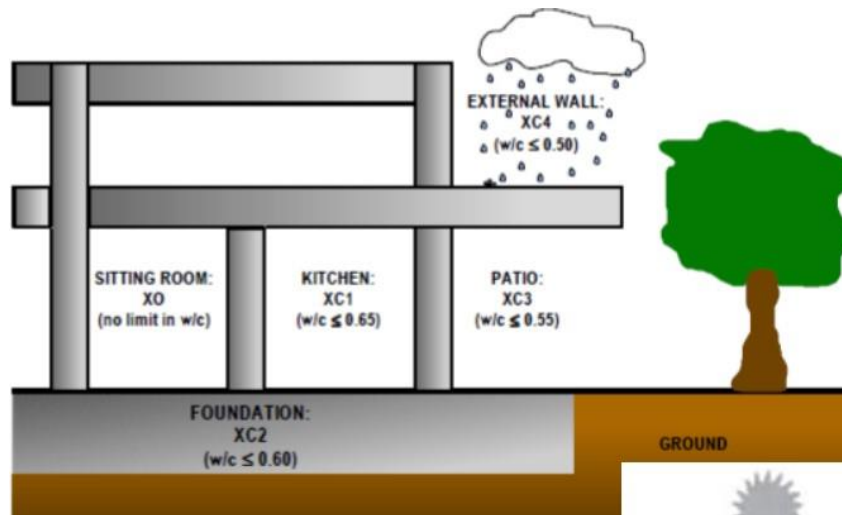 EXTERNAL WALL:
XC4
(w/c ≤ 0.50)
SITTING ROOM:
XO
(no limit in w/c)
KITCHEN:
XC1
(w/c ≤ 0.65)
PATIO:
XC3
(w/c ≤ 0.55)
FOUNDATION:
XC2
(w/c ≤ 0.60)
GROUND